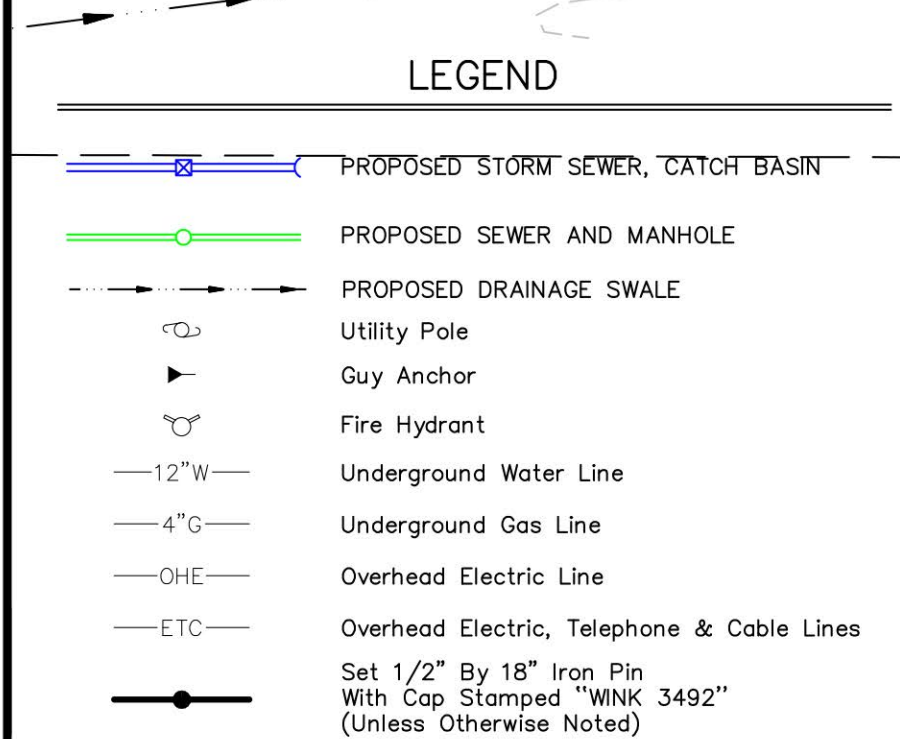 LEGEND
PROPOSED STORM SEWER, CATCH BASIN
PROPOSED SEWER AND MANHOLE
PROPOSED DRAINAGE SWALE
Utility Pole
Guy Anchor
Fire Hydrant
12"W Underground Water Line
4"G Underground Gas Line
OHE Overhead Electric Line
ETC Overhead Electric, Telephone & Cable Lines
Set 1/2" By 18" Iron Pin
With Cap Stamped "WINK 3492"
(Unless Otherwise Noted)